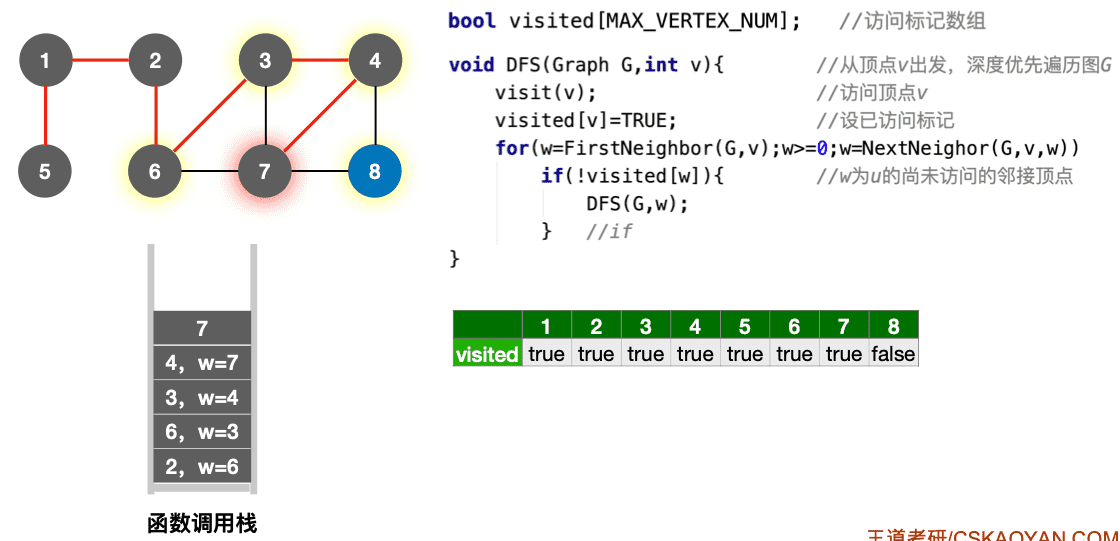 1 2 3 4
5 6 7 8
bool visited[MAX_VERTEX_NUM]; //访问标记数组
void DFS(Graph G,int v){ //从顶点v出发，深度优先遍历图G
visit(v); //访问顶点v
visited[v]=TRUE; //设已访问标记
for(w=FirstNeighbor(G,v);w>=0;w=NextNeighor(G,v,w))
if(!visited[w]){ //w为u的尚未访问的邻接顶点
DFS(G,w);
} //if
}
7
4, w=7
3, w=4
6, w=3
2, w=6
函数调用栈
1 2 3 4 5 6 7 8
visited true true true true true true true false
王道考研/CSKAOYAN.COM